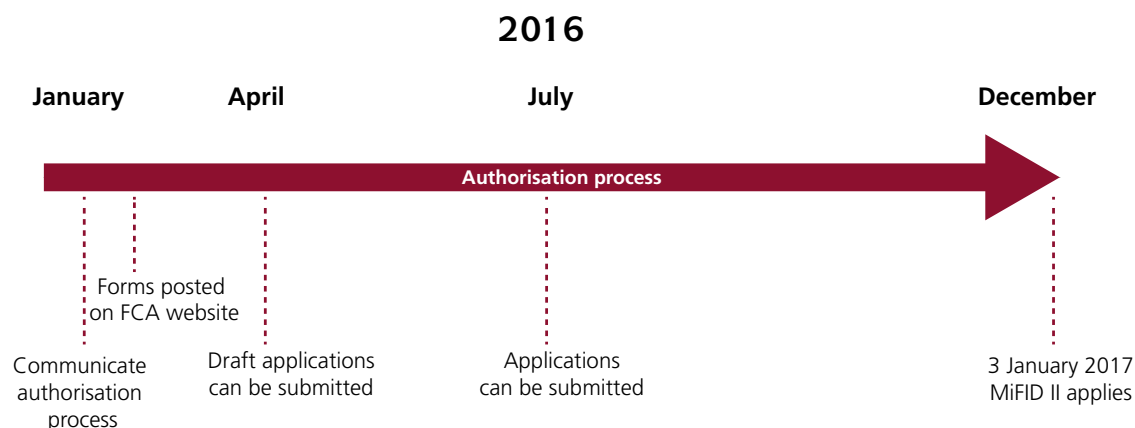 2016
January April July December
Authorisation process
Forms posted
on FCA website
Communicate
authorisation
process
Draft applications
can be submitted
Applications
can be submitted
3 January 2017
MiFID II applies